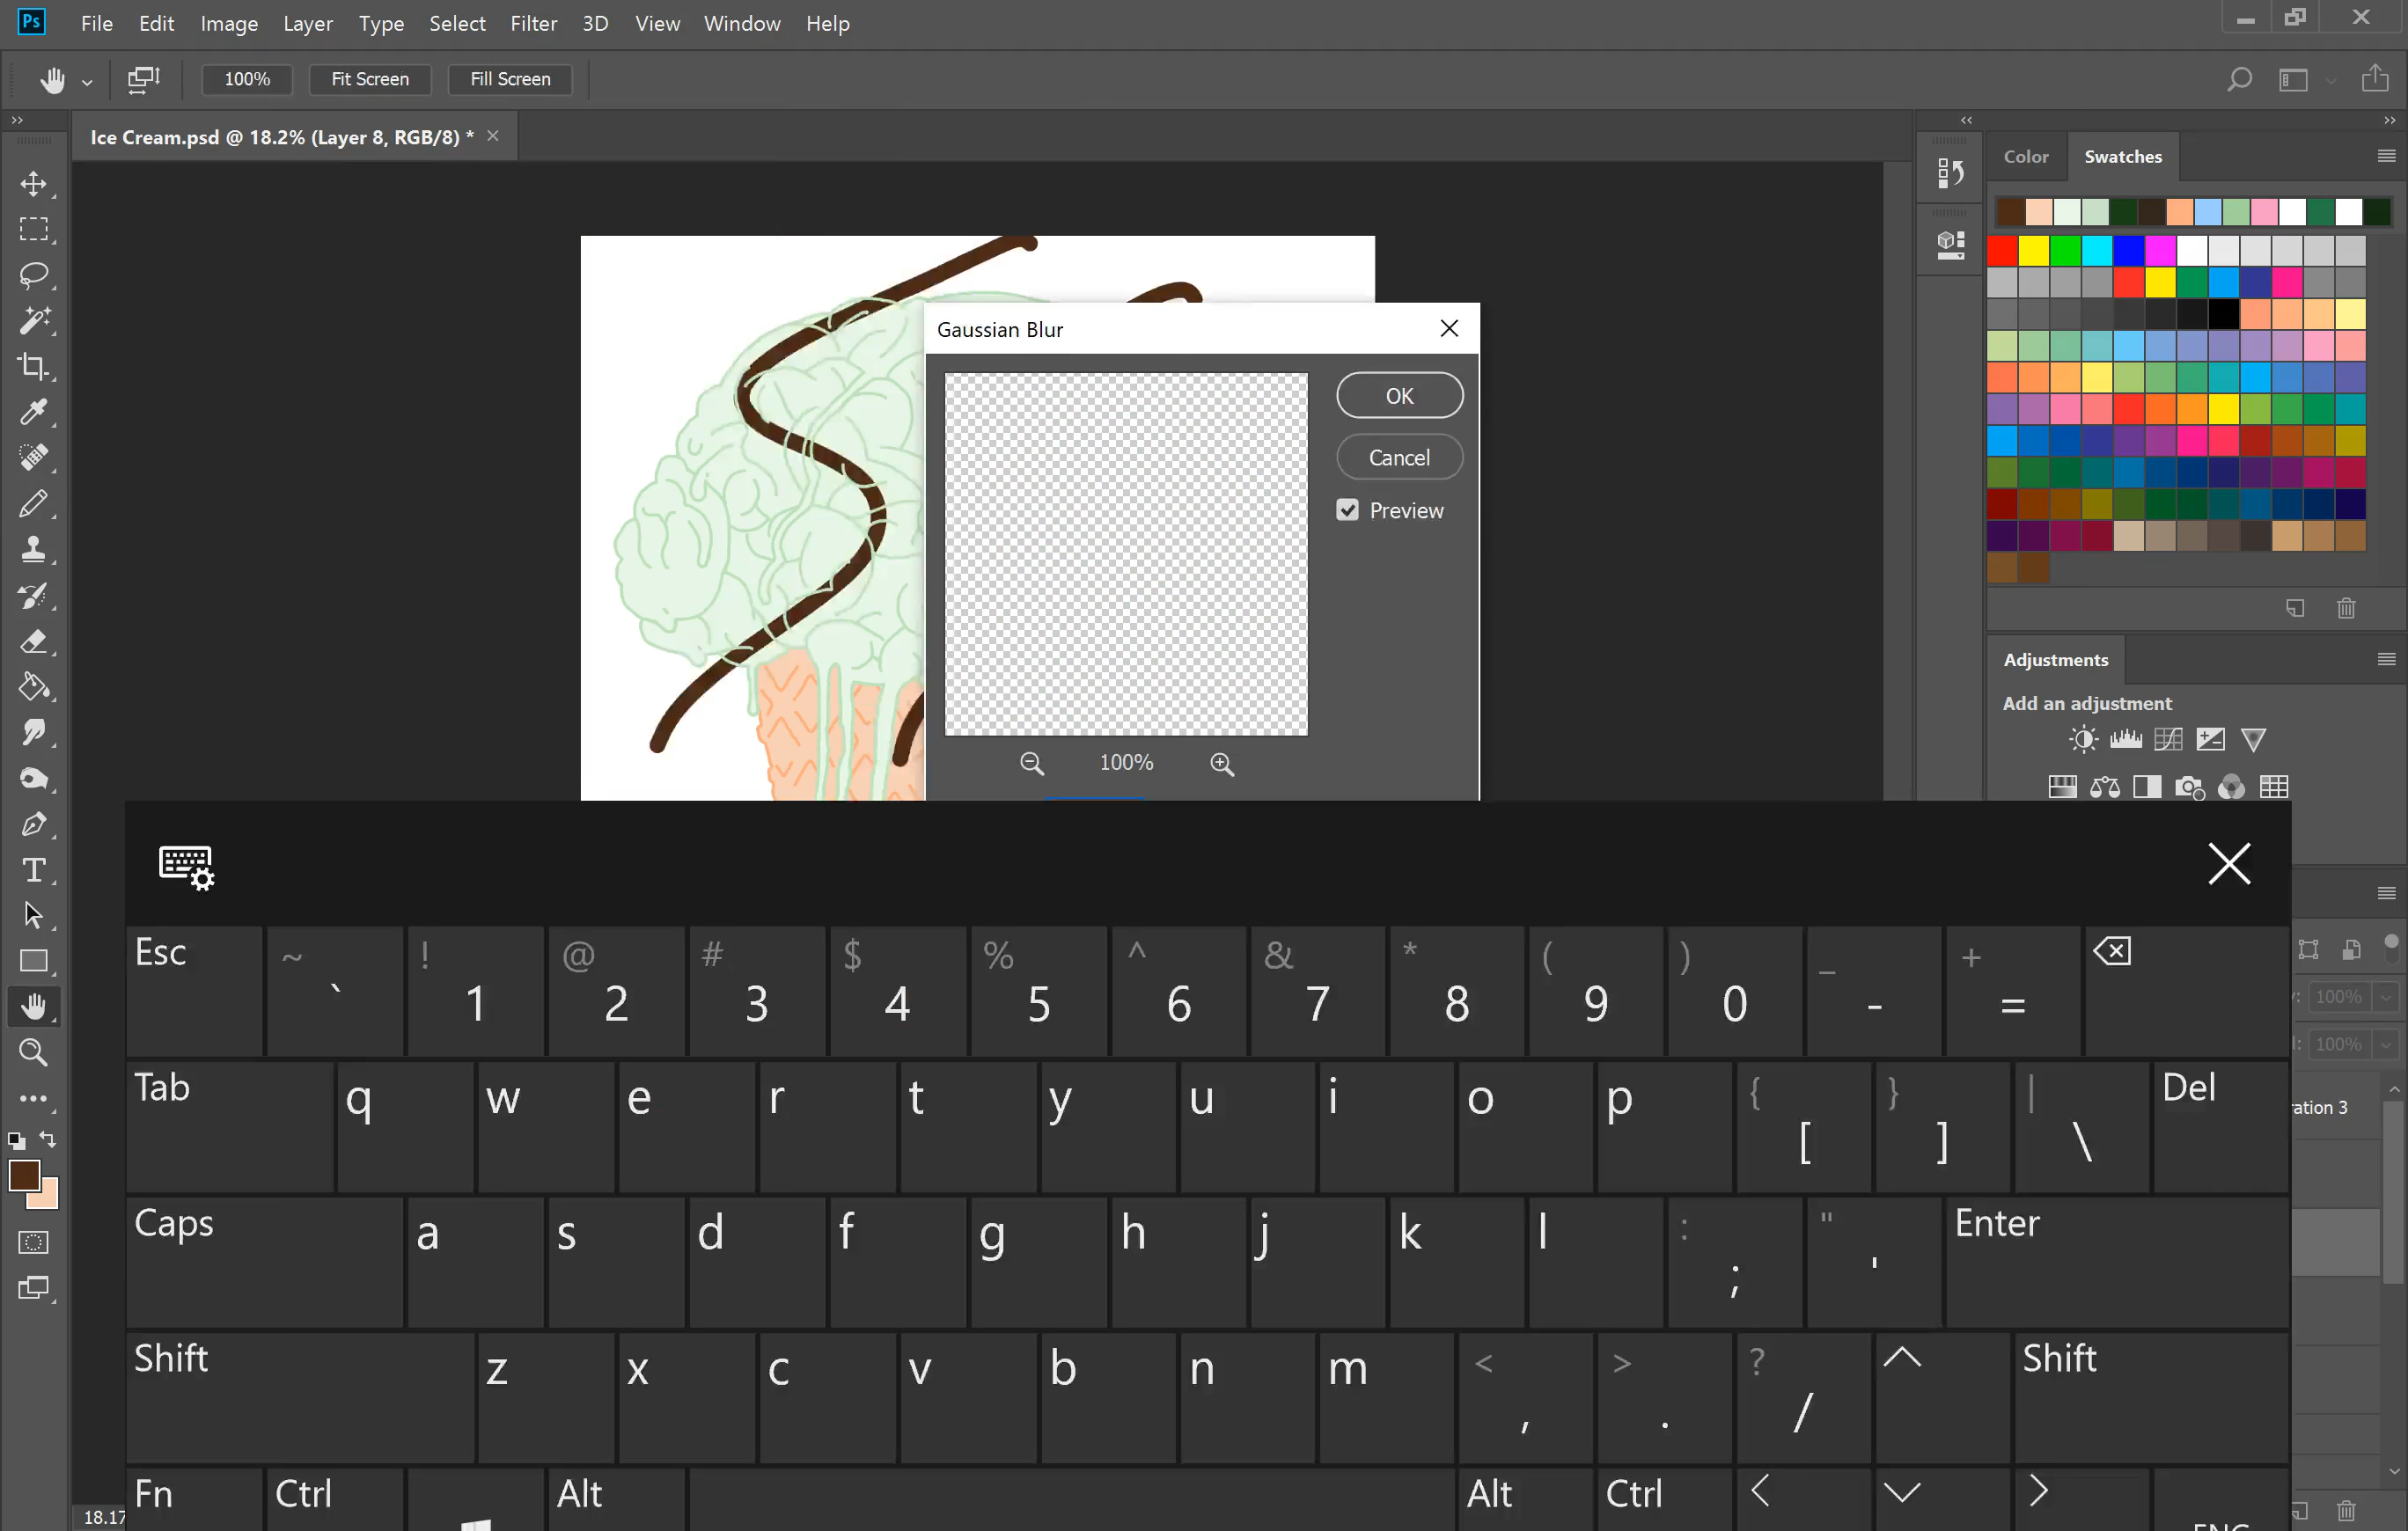 Ps File Edit Image Layer Type Select Filter 3D View Window Help
100% Fit Screen Fill Screen
Ice Cream.psd @ 18.2% (Layer 8, RGB/8) *
Color Swatches
Gaussian Blur
OK
Cancel
Preview
100%
Adjustments
Add an adjustment
Esc ~ ` ! 1 @ 2 # 3 $ 4 % 5 ^ 6 & 7 * 8 ( 9 ) 0 _ - + =
100%
100%
Tab q w e r t y u i o p { [ } ] | \ Del
ration 3
Caps a s d f g h j k l : ; " ' Enter
Shift z x c v b n m < , > . ? / Shift
Fn Ctrl Alt Alt Ctrl
18.17
ENG